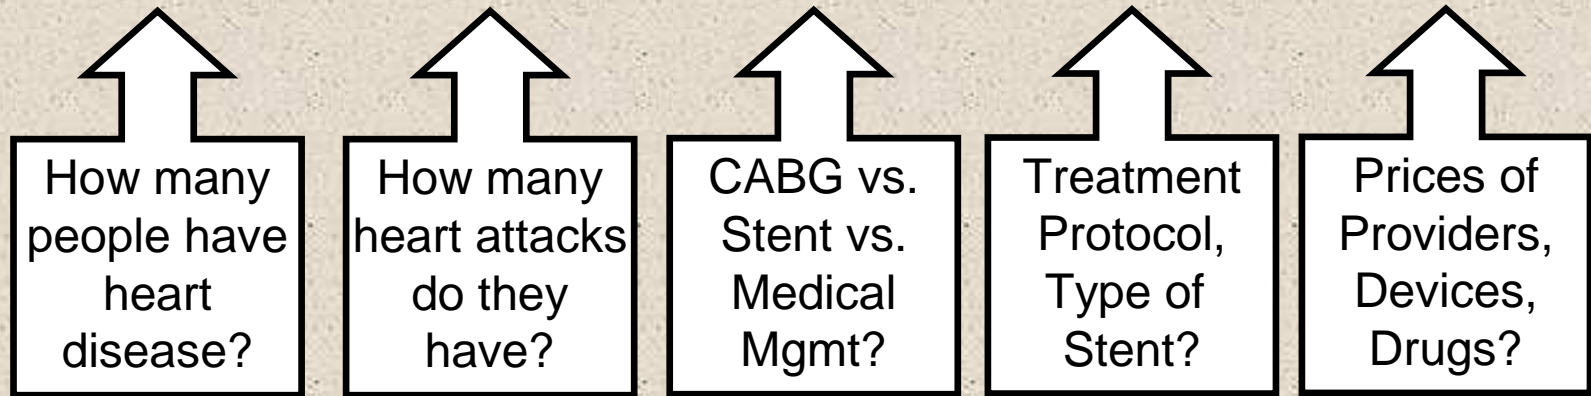 How many
people have
heart
disease?
How many
heart attacks
do they
have?
CABG vs.
Stent vs.
Medical
Mgmt?
Treatment
Protocol,
Type of
Stent?
Prices of
Providers,
Devices,
Drugs?